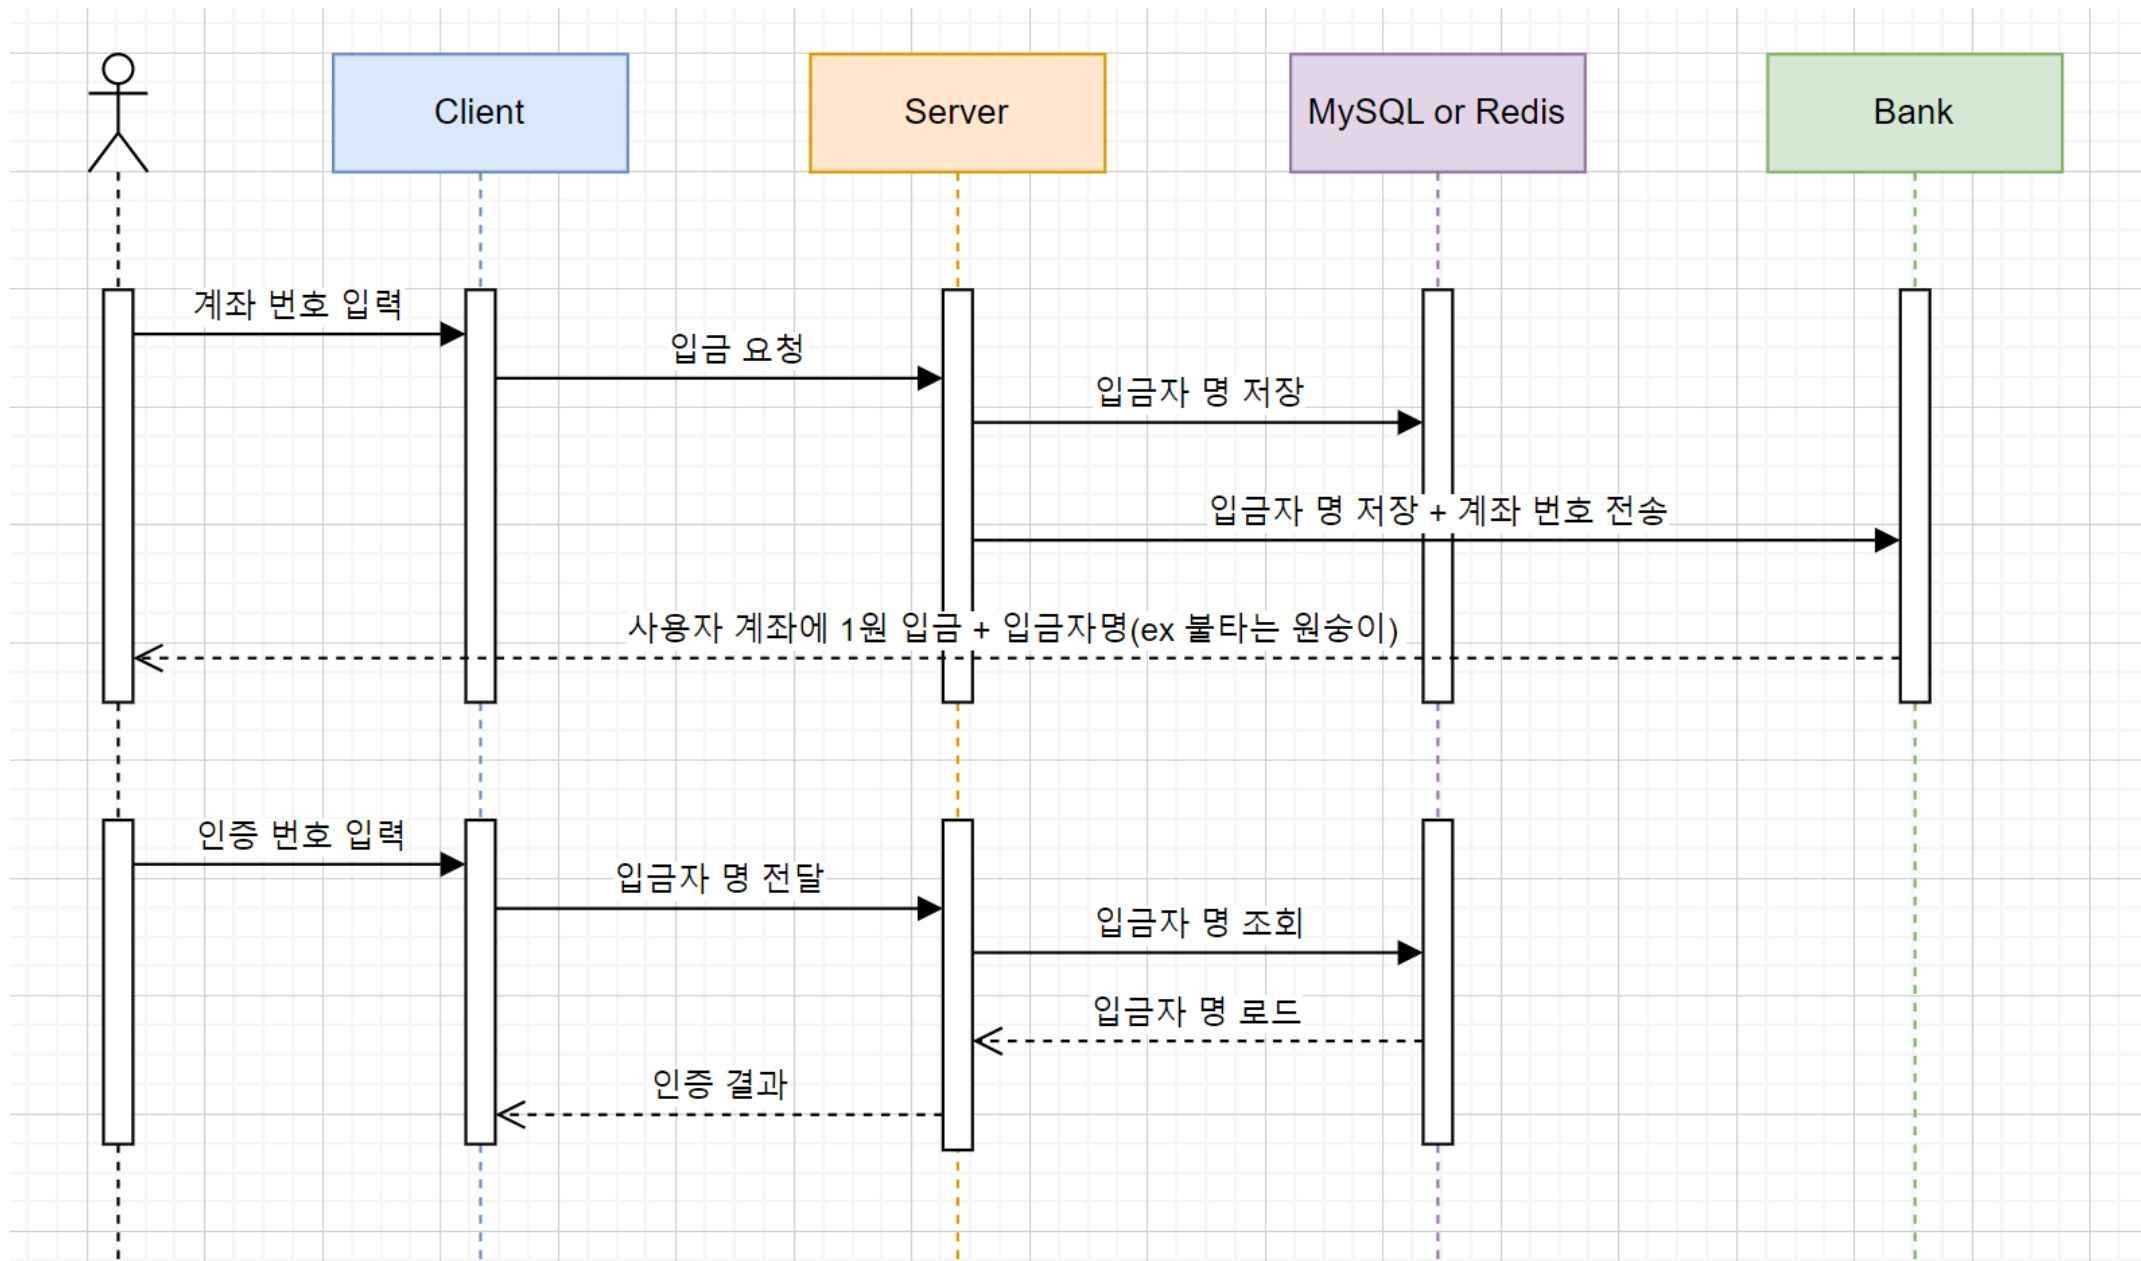 Client
Server
MySQL or Redis
Bank
계좌 번호 입력
입금 요청
입금자 명 저장
입금자 명 저장 + 계좌 번호 전송
사용자 계좌에 1원 입금 + 입금자명(ex 불타는 원숭이)
인증 번호 입력
입금자 명 전달
입금자 명 조회
입금자 명 로드
인증 결과